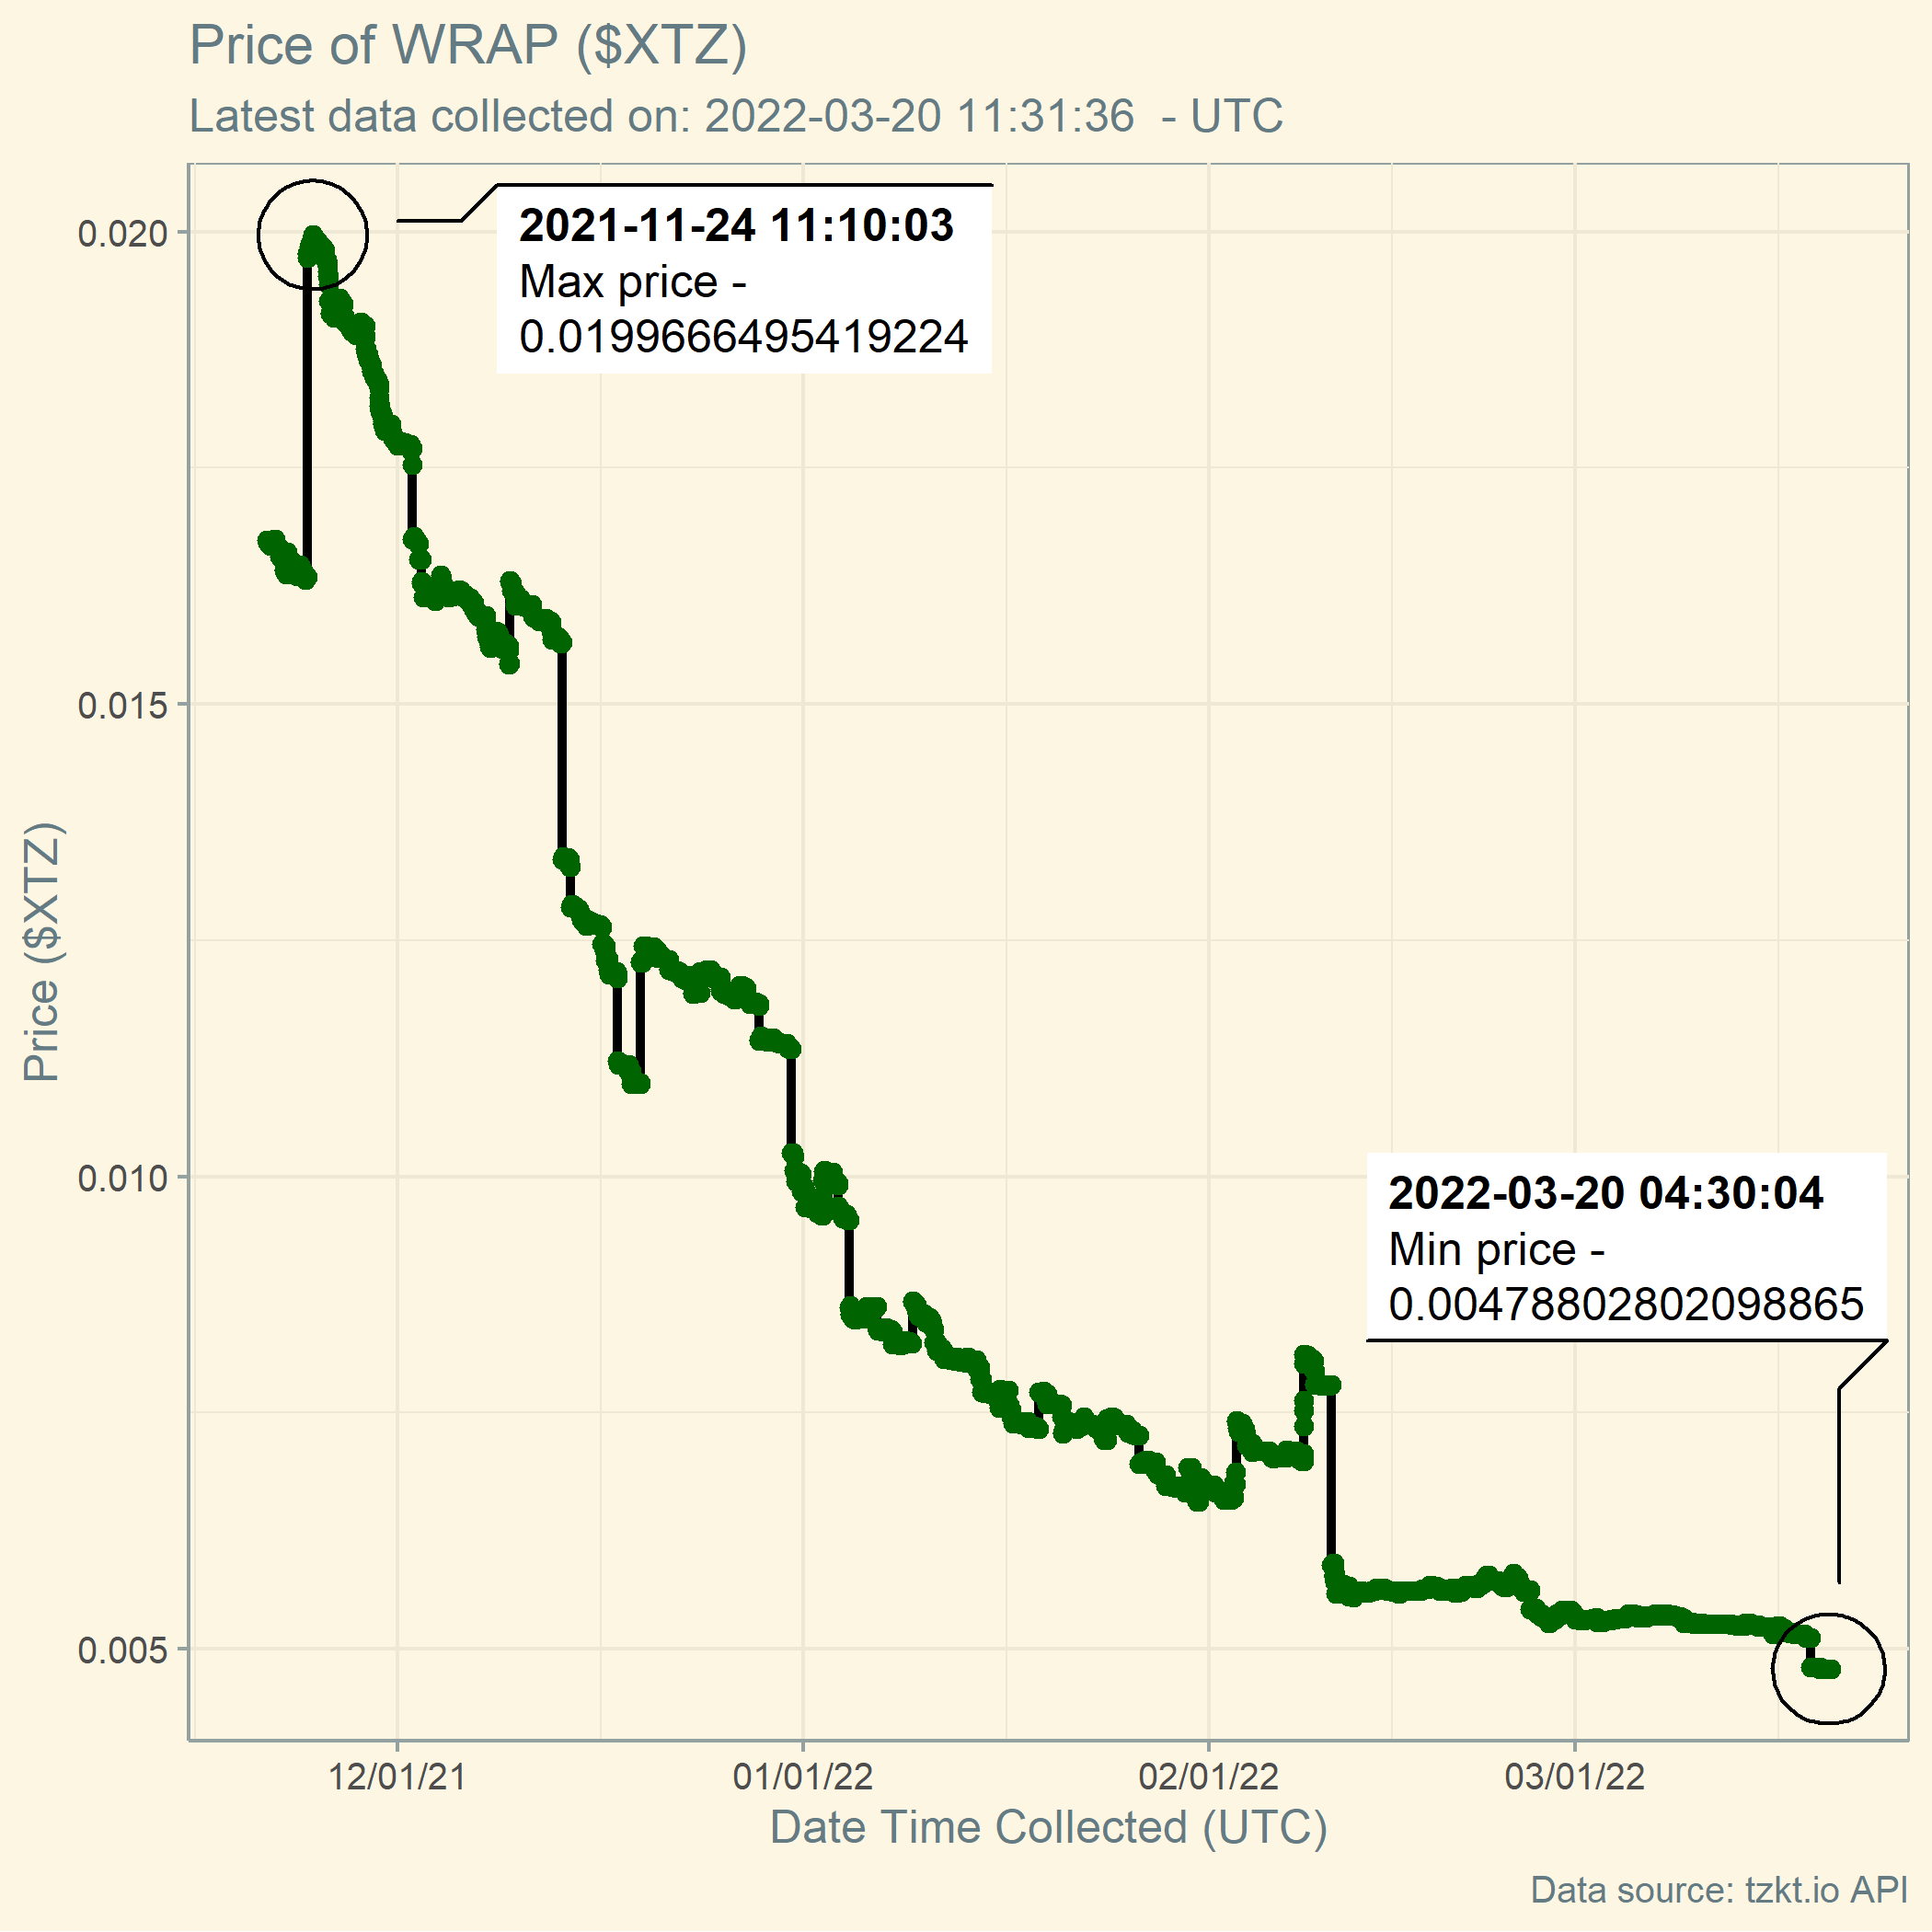 Price of WRAP ($XTZ)
Latest data collected on: 2022-03-20 11:31:36 - UTC
2021-11-24 11:10:03
Max price -
0.0199666495419224
2022-03-20 04:30:04
Min price -
0.00478802802098865
Price ($XTZ)
0.020
0.015
0.010
0.005
12/01/21 01/01/22 02/01/22 03/01/22
Date Time Collected (UTC)
Data source: tzkt.io API